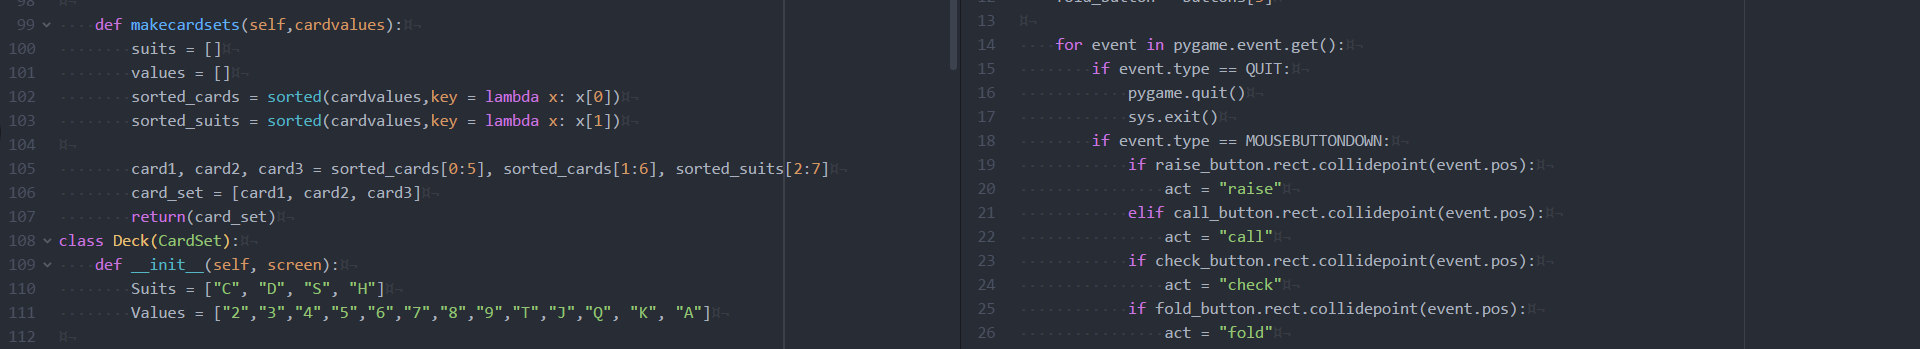 98
99 def makecardsets(self,cardvalues):
100 suits = []
101 values = []
102 sorted_cards = sorted(cardvalues,key = lambda x: x[0])
103 sorted_suits = sorted(cardvalues,key = lambda x: x[1])
104
105 card1, card2, card3 = sorted_cards[0:5], sorted_cards[1:6], sorted_suits[2:7]
106 card_set = [card1, card2, card3]
107 return(card_set)
108 class Deck(CardSet):
109 def __init__(self, screen):
110 Suits = ["C", "D", "S", "H"]
111 Values = ["2","3","4","5","6","7","8","9","T","J","Q", "K", "A"]
112
12 fold_button = buttons[3]
13
14 for event in pygame.event.get():
15 if event.type == QUIT:
16 pygame.quit()
17 sys.exit()
18 if event.type == MOUSEBUTTONDOWN:
19 if raise_button.rect.collidepoint(event.pos):
20 act = "raise"
21 elif call_button.rect.collidepoint(event.pos):
22 act = "call"
23 if check_button.rect.collidepoint(event.pos):
24 act = "check"
25 if fold_button.rect.collidepoint(event.pos):
26 act = "fold"